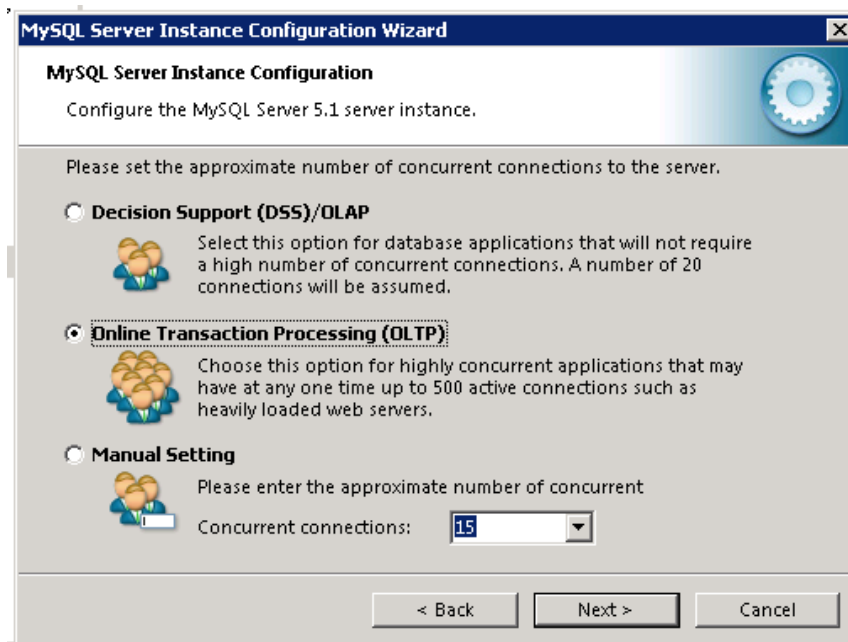 MySQL Server Instance Configuration Wizard
MySQL Server Instance Configuration
Configure the MySQL Server 5.1 server instance.
Please set the approximate number of concurrent connections to the server.
Decision Support (DSS)/OLAP
Select this option for database applications that will not require
a high number of concurrent connections. A number of 20
connections will be assumed.
Online Transaction Processing (OLTP)
Choose this option for highly concurrent applications that may
have at any one time up to 500 active connections such as
heavily loaded web servers.
Manual Setting
Please enter the approximate number of concurrent
Concurrent connections: 15
< Back Next > Cancel